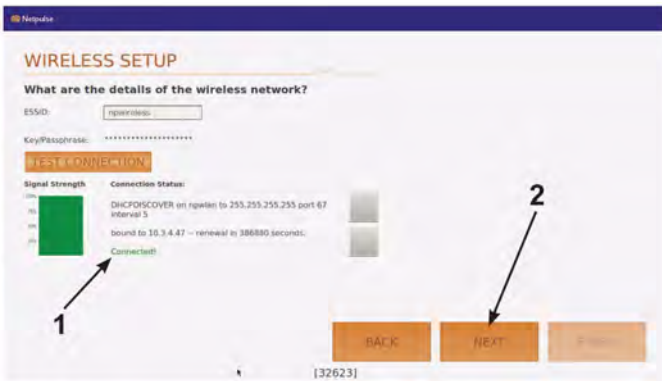 Netpulse
WIRELESS SETUP
What are the details of the wireless network?
ESSID: npwireless
Key/Passphrase: ********************
TEST CONNECTION
Signal Strength Connection Status:
DHCPDISCOVER on npwlan to 255.255.255.255 port 67
interval 5
bound to 10.3.4.47 -- renewal in 386880 seconds.
Connected!
2
1
BACK NEXT
[32623]